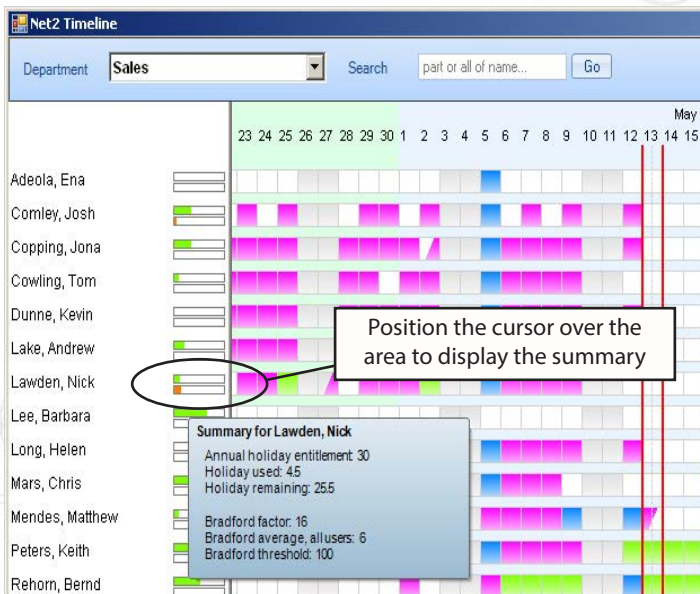 Net2 Timeline
Department Sales Search part or all of name... Go
May
23 24 25 26 27 28 29 30 1 2 3 4 5 6 7 8 9 10 11 12 13 14 15
Adeola, Ena
Comley, Josh
Copping, Jona
Cowling, Tom
Dunne, Kevin
Position the cursor over the
area to display the summary
Lake, Andrew
Lawden, Nick
Lee, Barbara
Summary for Lawden, Nick
Long, Helen
Annual holiday entitlement: 30
Holiday used: 4.5
Mars, Chris
Holiday remaining: 25.5
Mendes, Matthew
Bradford factor: 16
Bradford average, all users: 6
Peters, Keith
Bradford threshold: 100
Rehorn, Bernd